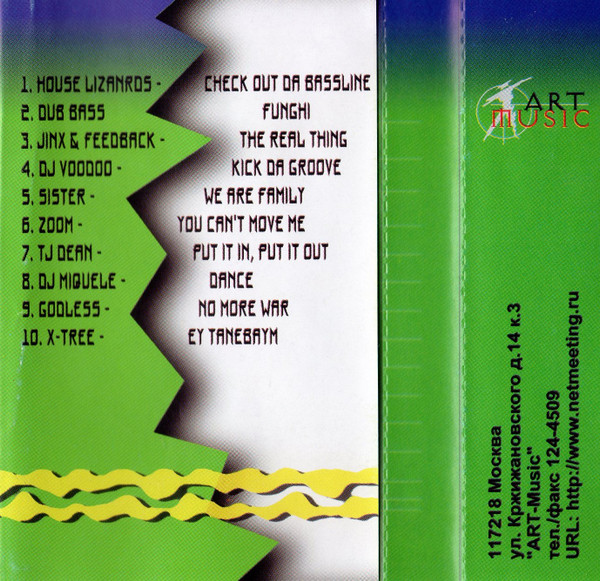 1. HOUSE LIZANRDS - CHECK OUT DA BASSLINE
2. DUB BASS FUNGHI
3. JINX & FEEDBACK - THE REAL THING
4. DJ VOODOO - KICK DA GROOVE
5. SISTER - WE ARE FAMILY
6. ZOOM - YOU CAN'T MOVE ME
7. TJ DEAN - PUT IT IN, PUT IT OUT
8. DJ MIQUELE - DANCE
9. GODLESS - NO MORE WAR
10. X-TREE - EY TANEBAYM
ART
MUSIC
117218 Москва
ул. Кржижановского д.14 к.3
"ART-Music"
тел./факс 124-4509
URL: http://www.netmeeting.ru